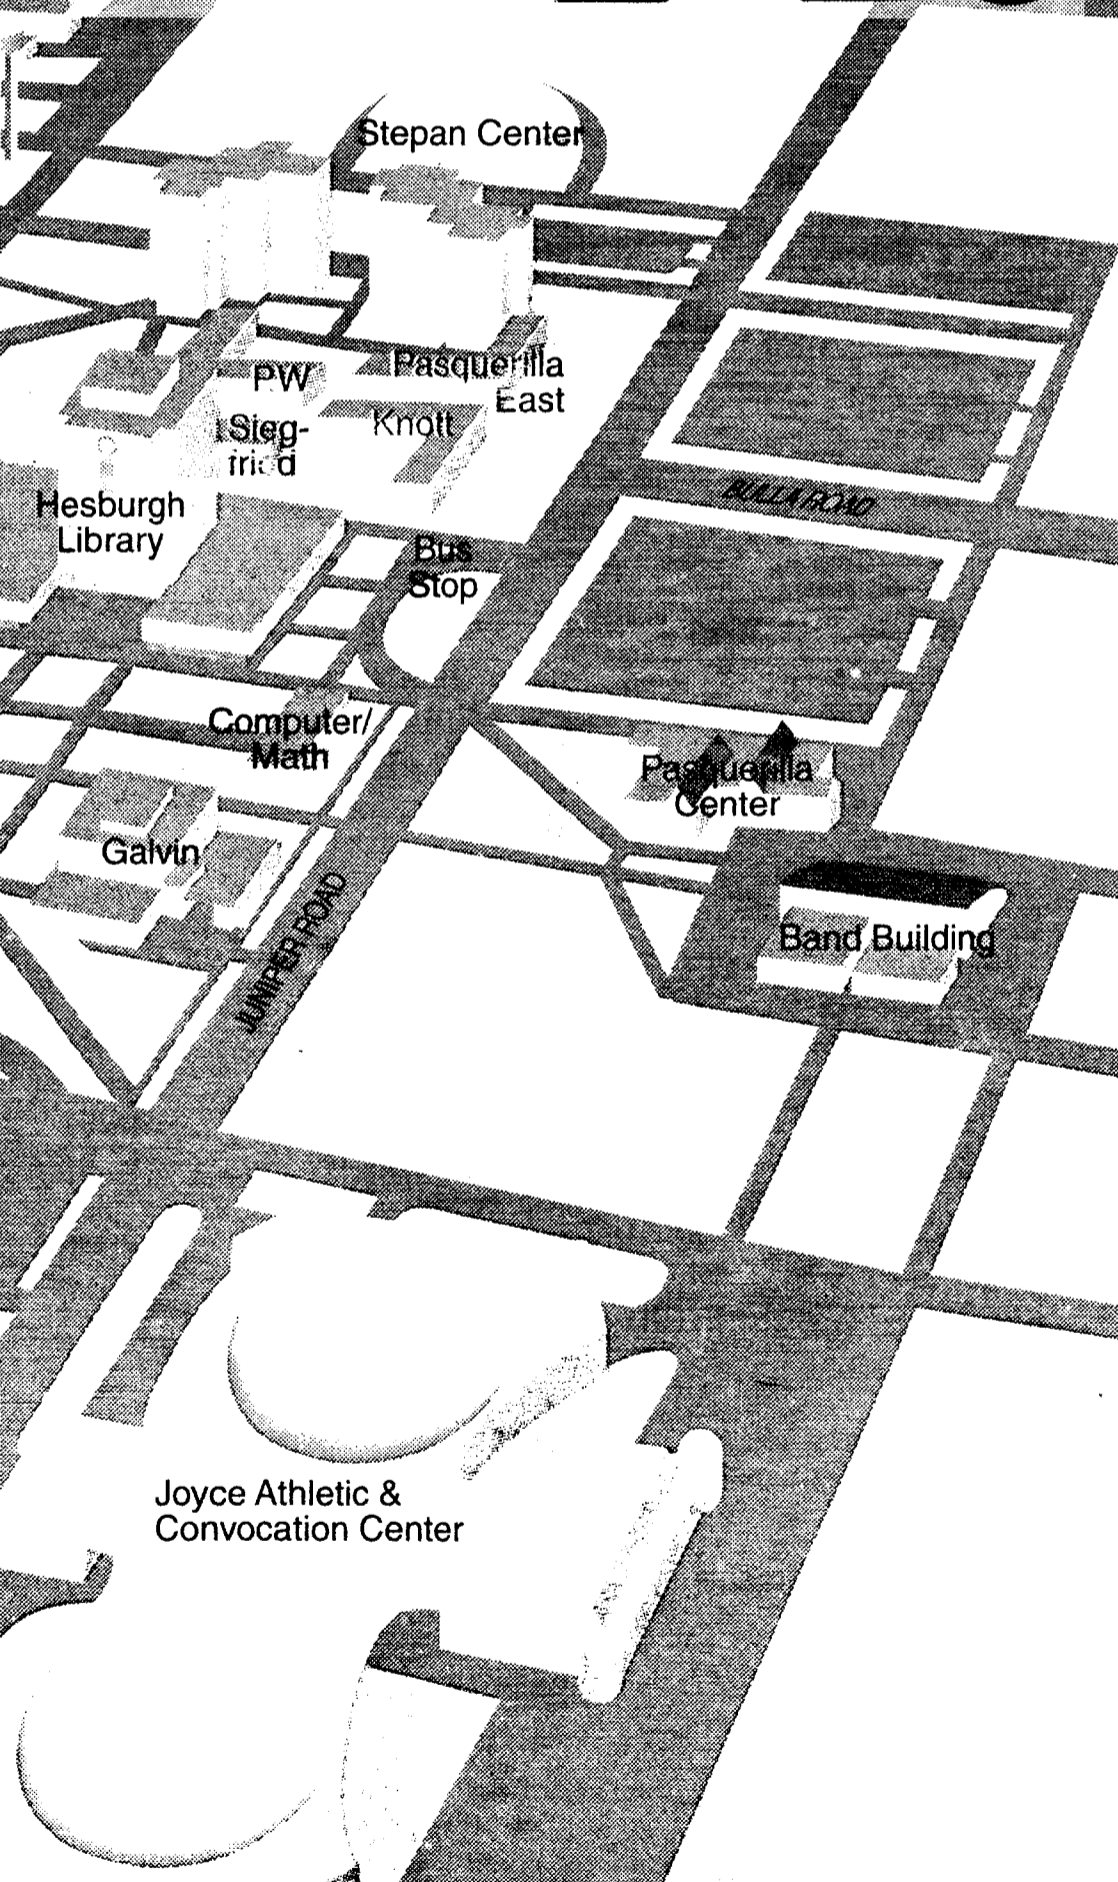 Stepan Center
PW
Pasquerilla
East
Knott
Sieg-
fried
Hesburgh
Library
BULLA ROAD
Bus
Stop
Computer/
Math
Pasquerilla
Center
Galvin
JUNIPER ROAD
Band Building
Joyce Athletic &
Convocation Center